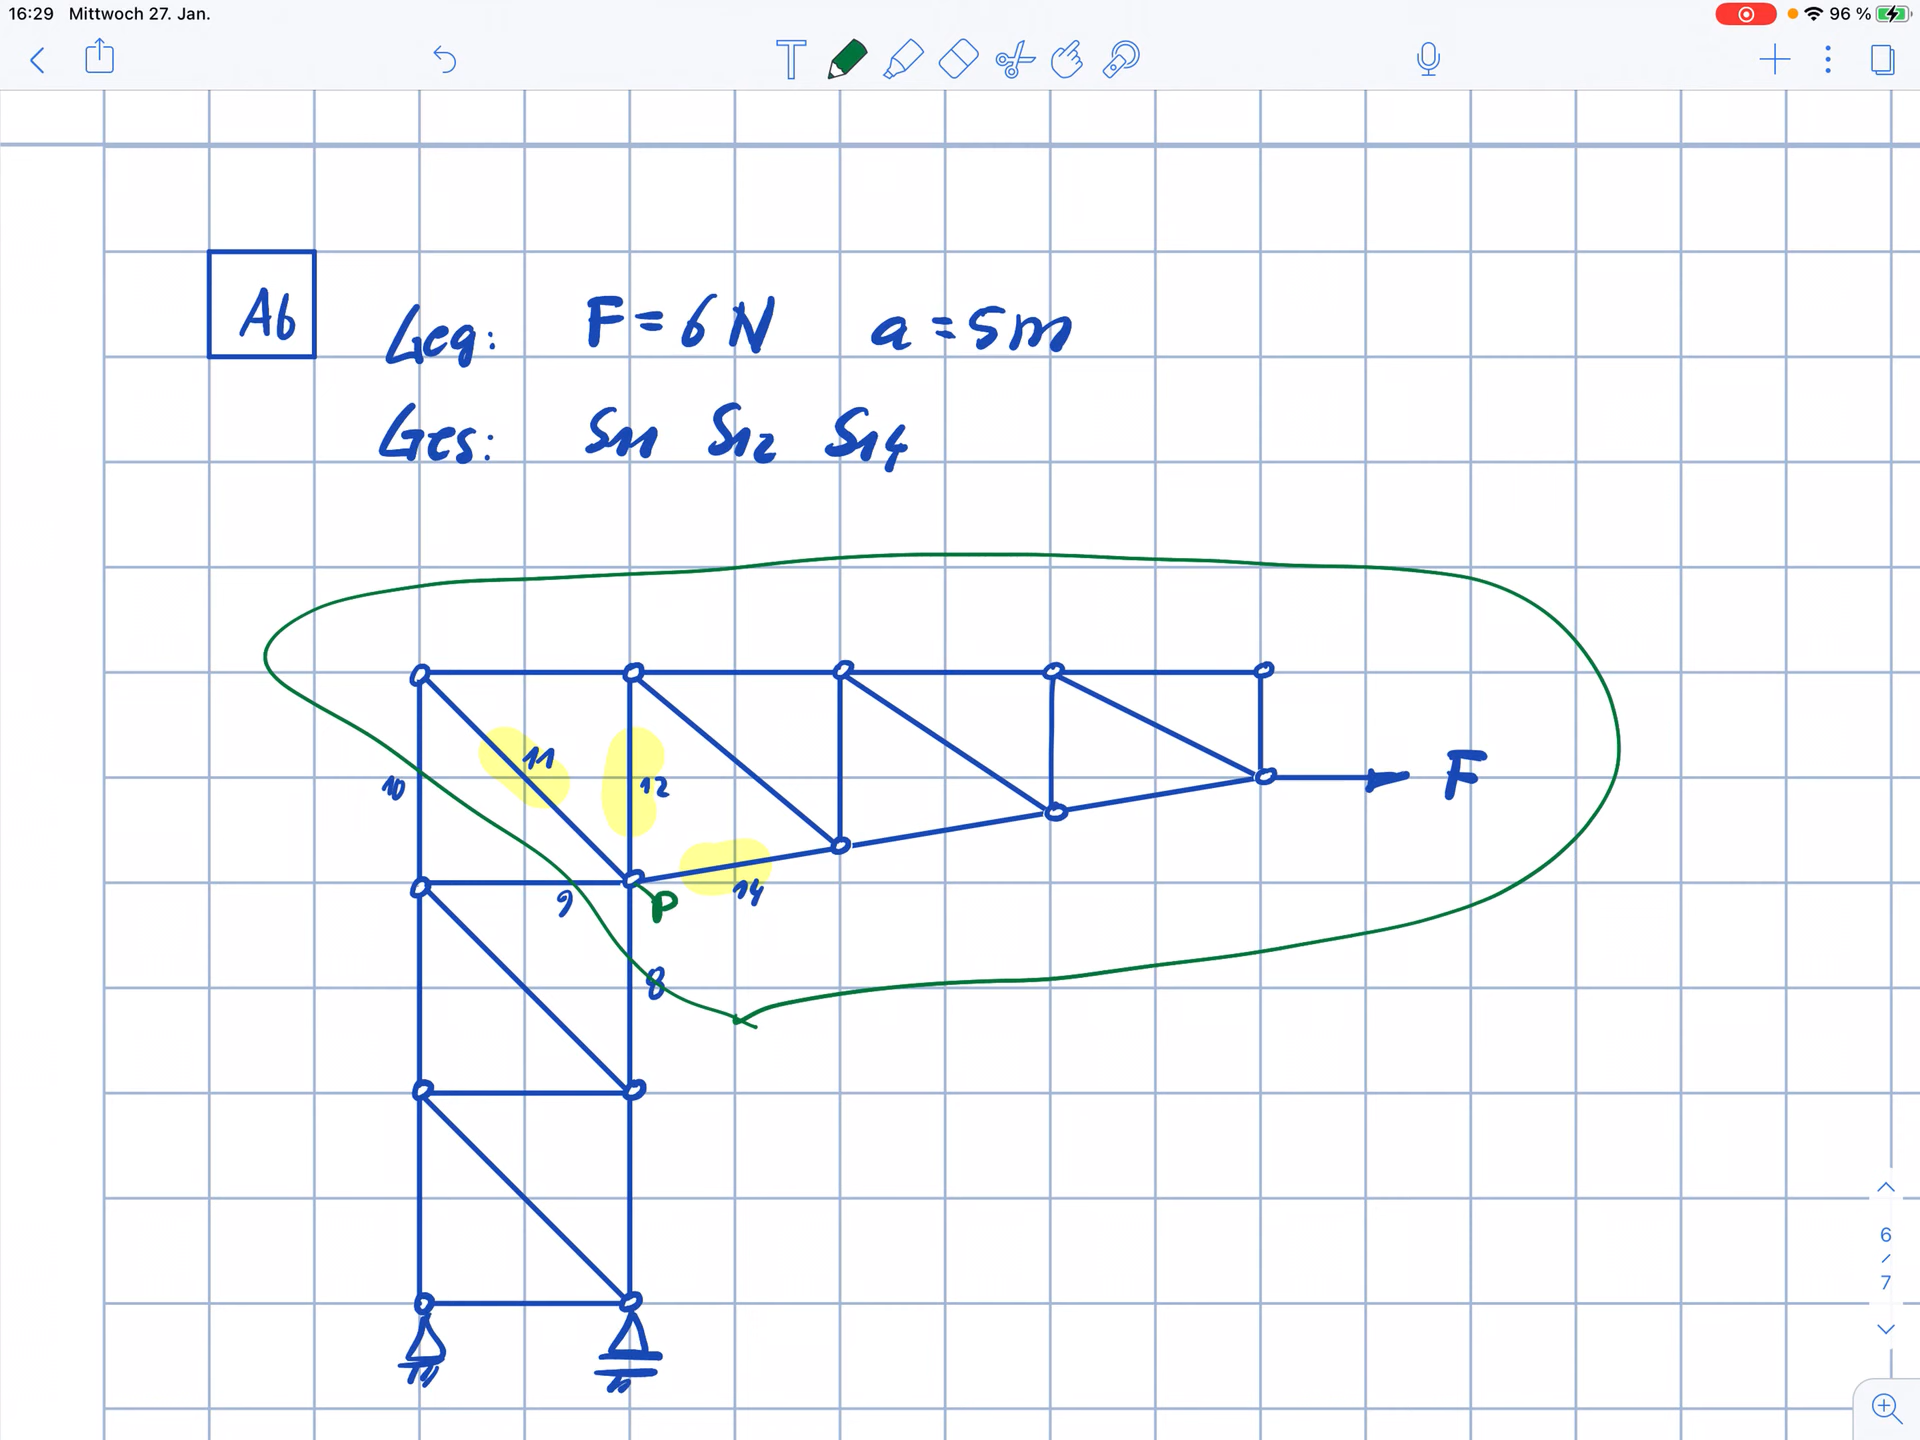 16:29 Mittwoch 27. Jan.
96 %
T
A6
Geg: F = 6 N a = 5 m
Ges: S11 S12 S14
11
12
10
F
14
9
P
8
6
/
7